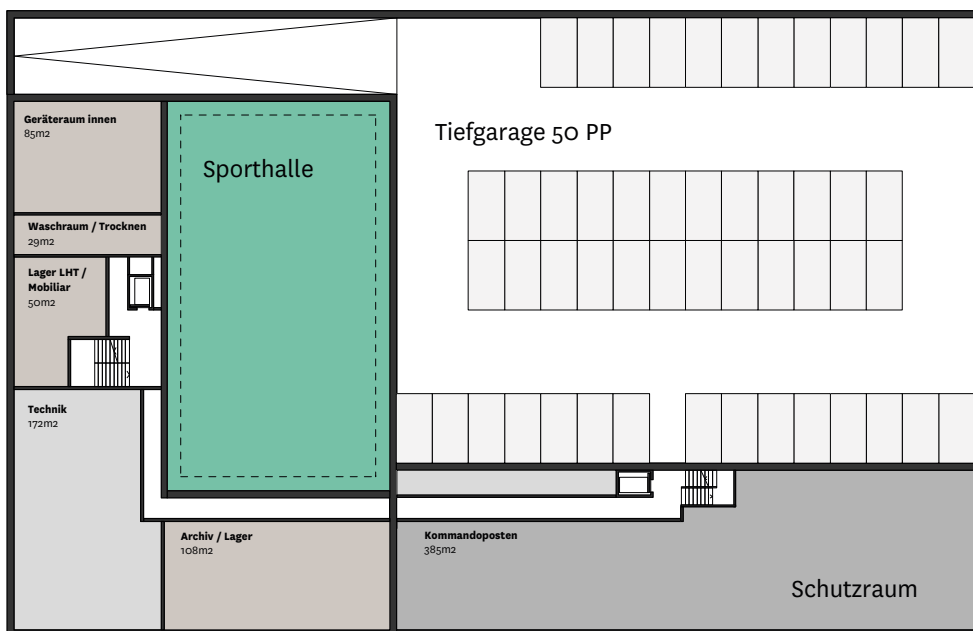 Geräteraum innen
85m2
Sporthalle
Tiefgarage 50 PP
Waschraum / Trocknen
29m2
Lager LHT /
Mobiliar
50m2
Technik
172m2
Archiv / Lager
108m2
Kommandoposten
385m2
Schutzraum